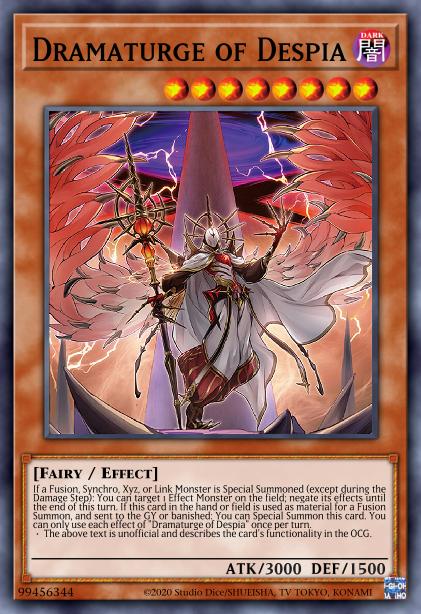 DRAMATURGE OF DESPIA
DARK
闇
[FAIRY / EFFECT]
If a Fusion, Synchro, Xyz, or Link Monster is Special Summoned (except during the
Damage Step): You can target 1 Effect Monster on the field; negate its effects until
the end of this turn. If this card in the hand or field is used as material for a Fusion
Summon, and sent to the GY or banished: You can Special Summon this card. You
can only use each effect of "Dramaturge of Despia" once per turn.
・ The above text is unofficial and describes the card's functionality in the OCG.
ATK/3000 DEF/1500
99456344
©2020 Studio Dice/SHUEISHA, TV TOKYO, KONAMI